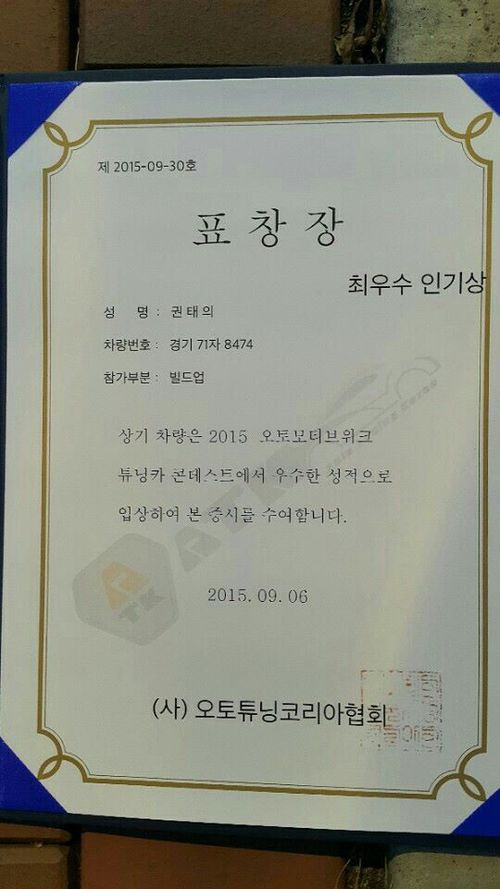 제 2015-09-30호
표 창 장
최우수 인기상
성 명 : 권 태 의
차량번호 : 경기 71자 8474
참가부분 : 빌드업
상기 차량은 2015 오토모티브위크
튜닝카 콘테스트에서 우수한 성적으로
입상하여 본 증서를 수여합니다.
2015. 09. 06
(사) 오토튜닝코리아협회